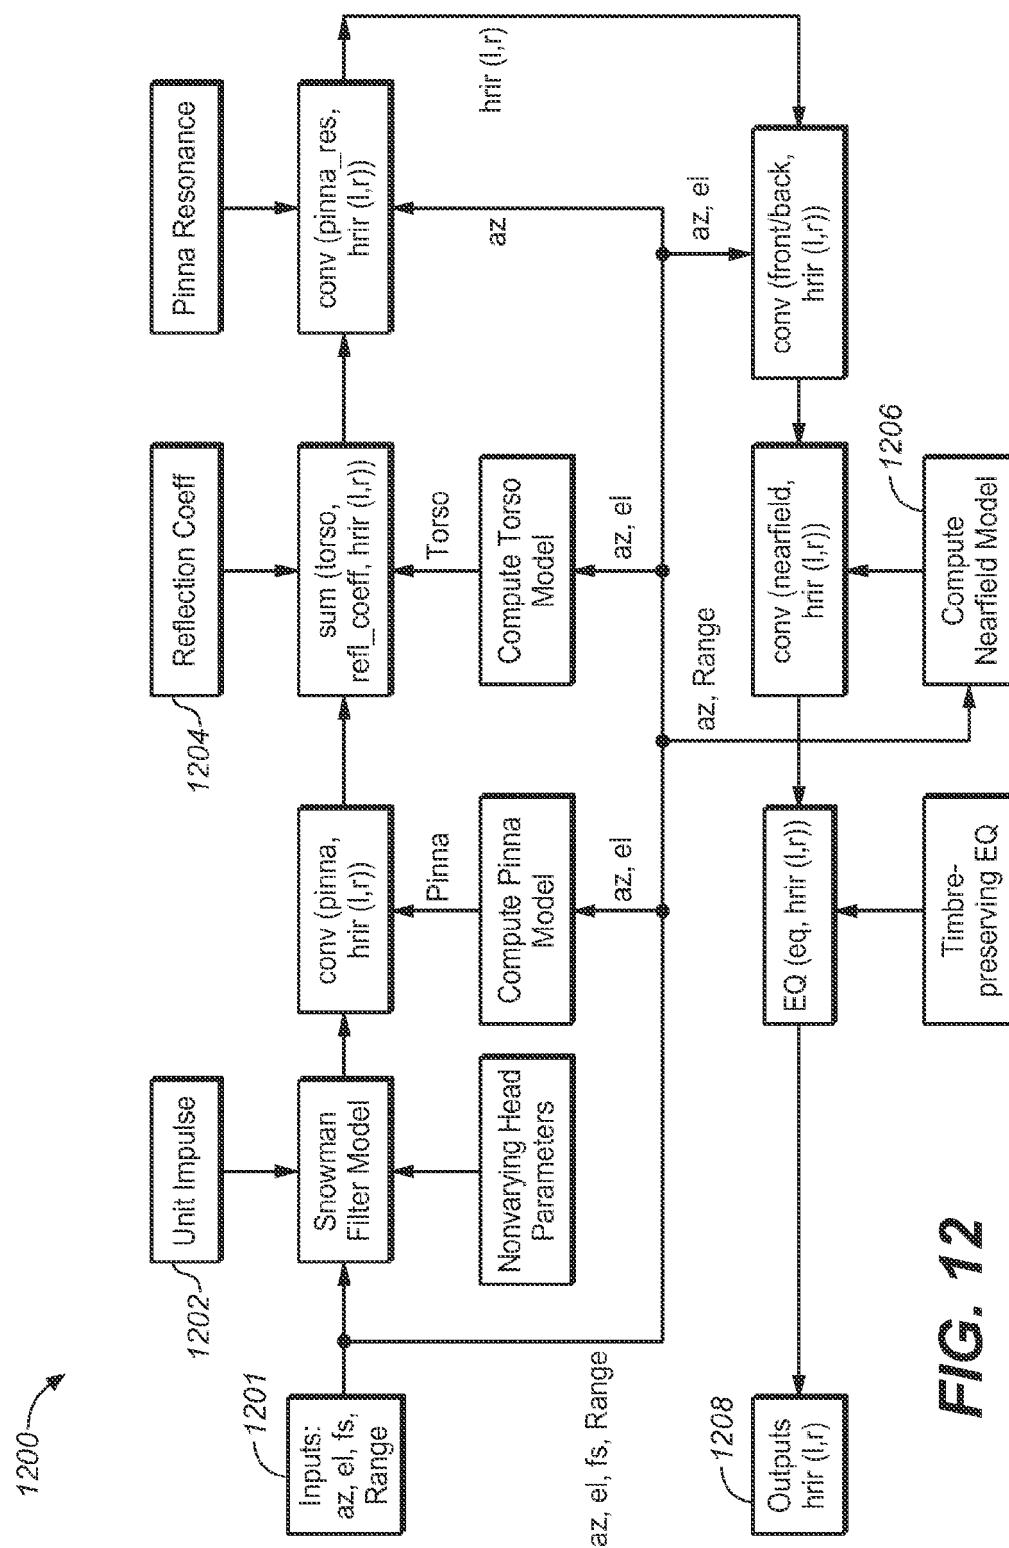 1200
Unit Impulse
1202
Reflection Coeff
1204
Pinna Resonance
Inputs:
az, el, fs,
Range
1201
Snowman
Filter Model
conv (pinna,
hrir (l,r))
sum (torso,
refl_coeff, hrir (l,r))
conv (pinna_res,
hrir (l,r))
Pinna
Torso
az
hrir (l,r)
Nonvarying Head
Parameters
Compute Pinna
Model
Compute Torso
Model
az, el, fs, Range
az, el
az, el
az, Range
az, el
Outputs
hrir (l,r)
1208
EQ (eq, hrir (l,r))
conv (nearfield,
hrir (l,r))
conv (front/back,
hrir (l,r))
Timbre-
preserving EQ
Compute
Nearfield Model
1206
FIG. 12